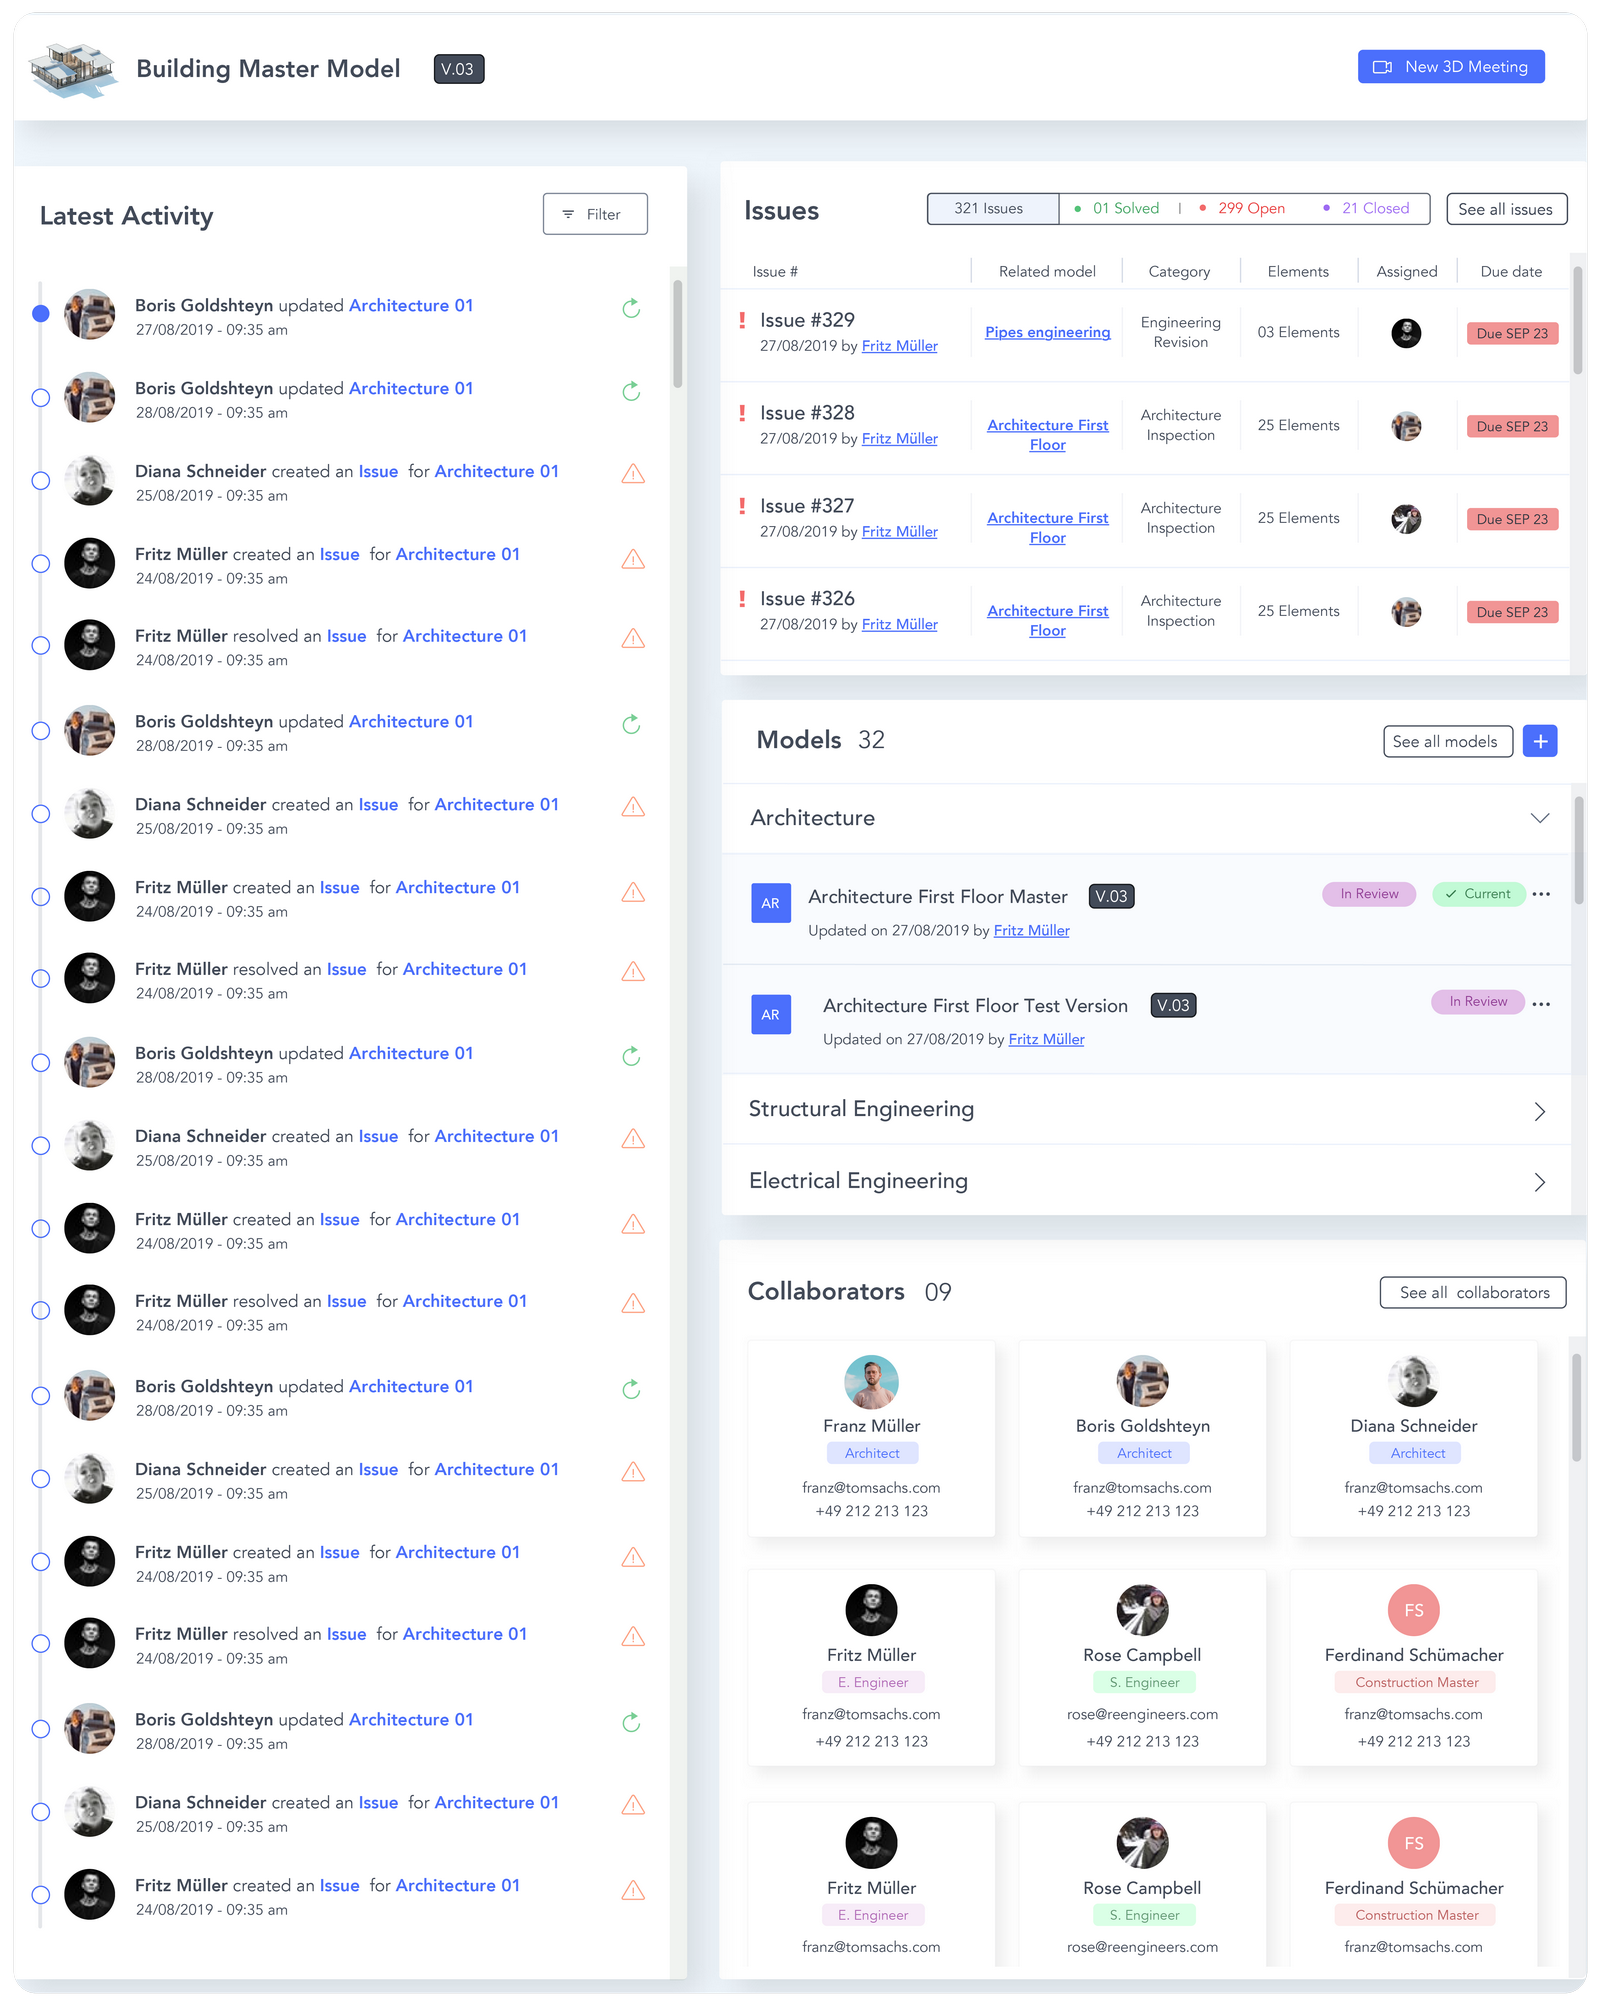 Building Master Model V.03
New 3D Meeting
Latest Activity
Filter
Boris Goldshteyn updated Architecture 01
27/08/2019 - 09:35 am
Boris Goldshteyn updated Architecture 01
28/08/2019 - 09:35 am
Diana Schneider created an Issue for Architecture 01
25/08/2019 - 09:35 am
Fritz Müller created an Issue for Architecture 01
24/08/2019 - 09:35 am
Fritz Müller resolved an Issue for Architecture 01
24/08/2019 - 09:35 am
Boris Goldshteyn updated Architecture 01
28/08/2019 - 09:35 am
Diana Schneider created an Issue for Architecture 01
25/08/2019 - 09:35 am
Fritz Müller created an Issue for Architecture 01
24/08/2019 - 09:35 am
Fritz Müller resolved an Issue for Architecture 01
24/08/2019 - 09:35 am
Boris Goldshteyn updated Architecture 01
28/08/2019 - 09:35 am
Diana Schneider created an Issue for Architecture 01
25/08/2019 - 09:35 am
Fritz Müller created an Issue for Architecture 01
24/08/2019 - 09:35 am
Fritz Müller resolved an Issue for Architecture 01
24/08/2019 - 09:35 am
Boris Goldshteyn updated Architecture 01
28/08/2019 - 09:35 am
Diana Schneider created an Issue for Architecture 01
25/08/2019 - 09:35 am
Fritz Müller created an Issue for Architecture 01
24/08/2019 - 09:35 am
Fritz Müller resolved an Issue for Architecture 01
24/08/2019 - 09:35 am
Boris Goldshteyn updated Architecture 01
28/08/2019 - 09:35 am
Diana Schneider created an Issue for Architecture 01
25/08/2019 - 09:35 am
Fritz Müller created an Issue for Architecture 01
24/08/2019 - 09:35 am
Issues
321 Issues • 01 Solved | • 299 Open • 21 Closed
See all issues
Issue # Related model Category Elements Assigned Due date
! Issue #329
27/08/2019 by Fritz Müller
Pipes engineering
Engineering
Revision
03 Elements
Due SEP 23
! Issue #328
27/08/2019 by Fritz Müller
Architecture First
Floor
Architecture
Inspection
25 Elements
Due SEP 23
! Issue #327
27/08/2019 by Fritz Müller
Architecture First
Floor
Architecture
Inspection
25 Elements
Due SEP 23
! Issue #326
27/08/2019 by Fritz Müller
Architecture First
Floor
Architecture
Inspection
25 Elements
Due SEP 23
Models 32
See all models +
Architecture
AR
Architecture First Floor Master V.03
Updated on 27/08/2019 by Fritz Müller
In Review
✓ Current
AR
Architecture First Floor Test Version V.03
Updated on 27/08/2019 by Fritz Müller
In Review
Structural Engineering
Electrical Engineering
Collaborators 09
See all collaborators
Franz Müller
Architect
franz@tomsachs.com
+49 212 213 123
Boris Goldshteyn
Architect
franz@tomsachs.com
+49 212 213 123
Diana Schneider
Architect
franz@tomsachs.com
+49 212 213 123
Fritz Müller
E. Engineer
franz@tomsachs.com
+49 212 213 123
Rose Campbell
S. Engineer
rose@reengineers.com
+49 212 213 123
FS
Ferdinand Schümacher
Construction Master
franz@tomsachs.com
+49 212 213 123
Fritz Müller
E. Engineer
franz@tomsachs.com
Rose Campbell
S. Engineer
rose@reengineers.com
FS
Ferdinand Schümacher
Construction Master
franz@tomsachs.com